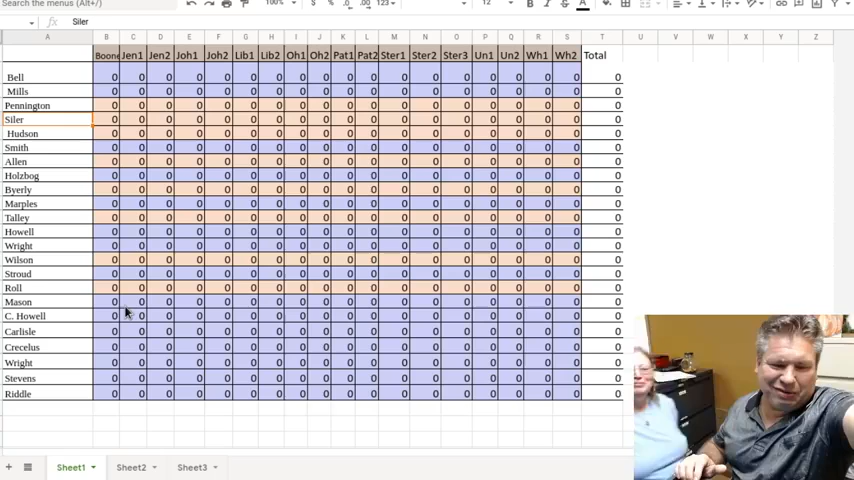 Search the menus (Alt+/) 100% $ % .0 .00 123 12 B I S A
fx Siler
A B C D E F G H I J K L M N O P Q R S T U V W X Y Z
Boone Jen1 Jen2 Joh1 Joh2 Lib1 Lib2 Oh1 Oh2 Pat1 Pat2 Ster1 Ster2 Ster3 Un1 Un2 Wh1 Wh2 Total
Bell 0 0 0 0 0 0 0 0 0 0 0 0 0 0 0 0 0 0 0
Mills 0 0 0 0 0 0 0 0 0 0 0 0 0 0 0 0 0 0 0
Pennington 0 0 0 0 0 0 0 0 0 0 0 0 0 0 0 0 0 0 0
Siler 0 0 0 0 0 0 0 0 0 0 0 0 0 0 0 0 0 0 0
Hudson 0 0 0 0 0 0 0 0 0 0 0 0 0 0 0 0 0 0 0
Smith 0 0 0 0 0 0 0 0 0 0 0 0 0 0 0 0 0 0 0
Allen 0 0 0 0 0 0 0 0 0 0 0 0 0 0 0 0 0 0 0
Holzbog 0 0 0 0 0 0 0 0 0 0 0 0 0 0 0 0 0 0 0
Byerly 0 0 0 0 0 0 0 0 0 0 0 0 0 0 0 0 0 0 0
Marples 0 0 0 0 0 0 0 0 0 0 0 0 0 0 0 0 0 0 0
Talley 0 0 0 0 0 0 0 0 0 0 0 0 0 0 0 0 0 0 0
Howell 0 0 0 0 0 0 0 0 0 0 0 0 0 0 0 0 0 0 0
Wright 0 0 0 0 0 0 0 0 0 0 0 0 0 0 0 0 0 0 0
Wilson 0 0 0 0 0 0 0 0 0 0 0 0 0 0 0 0 0 0 0
Stroud 0 0 0 0 0 0 0 0 0 0 0 0 0 0 0 0 0 0 0
Roll 0 0 0 0 0 0 0 0 0 0 0 0 0 0 0 0 0 0 0
Mason 0 0 0 0 0 0 0 0 0 0 0 0 0 0 0 0 0 0 0
C. Howell 0 0 0 0 0 0 0 0 0 0 0 0 0 0 0 0 0 0 0
Carlisle 0 0 0 0 0 0 0 0 0 0 0 0 0 0 0 0 0 0 0
Crecelus 0 0 0 0 0 0 0 0 0 0 0 0 0 0 0 0 0 0 0
Wright 0 0 0 0 0 0 0 0 0 0 0 0 0 0 0 0 0 0 0
Stevens 0 0 0 0 0 0 0 0 0 0 0 0 0 0 0 0 0 0 0
Riddle 0 0 0 0 0 0 0 0 0 0 0 0 0 0 0 0 0 0 0
Sheet1 Sheet2 Sheet3